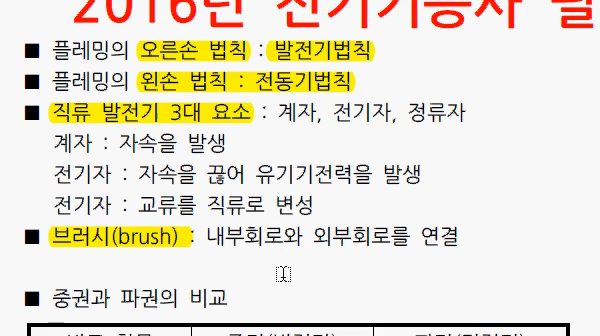 2016년 전기기능사 필
■ 플레밍의 오른손 법칙 : 발전기법칙
■ 플레밍의 왼손 법칙 : 전동기법칙
■ 직류 발전기 3대 요소 : 계자, 전기자, 정류자
계자 : 자속을 발생
전기자 : 자속을 끊어 유기기전력을 발생
전기자 : 교류를 직류로 변성
■ 브러시(brush) : 내부회로와 외부회로를 연결
■ 중권과 파권의 비교